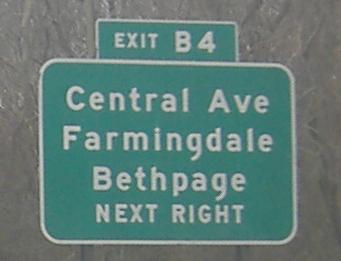 EXIT B4
Central Ave
Farmingdale
Bethpage
NEXT RIGHT